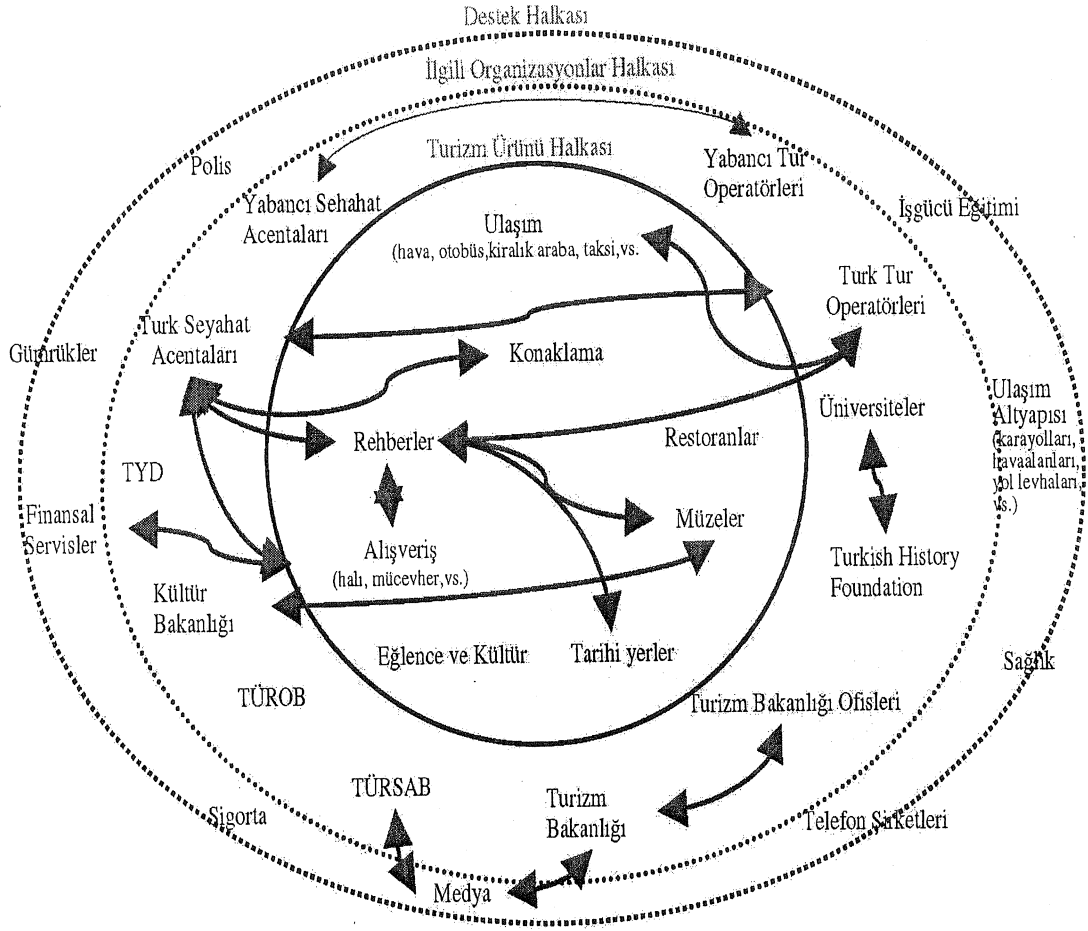 Destek Halkası
İlgili Organizasyonlar Halkası
Turizm Ürünü Halkası
Polis
Yabancı Sehahat
Acentaları
Yabancı Tur
Operatörleri
İşgücü Eğitimi
Ulaşım
(hava, otobüs,kiralık araba, taksi,vs.
Turk Tur
Operatörleri
Turk Seyahat
Acentaları
Gümrükler
Konaklama
Üniversiteler
Ulaşım
Altyapısı
(karayolları,
havaalanları,
yol levhaları,
vs.)
Rehberler
Restoranlar
TYD
Finansal
Servisler
Müzeler
Alışveriş
(halı, mücevher,vs.)
Turkish History
Foundation
Kültür
Bakanlığı
Eğlence ve Kültür
Tarihi yerler
Sağlık
TÜROB
Turizm Bakanlığı Ofisleri
TÜRSAB
Turizm
Bakanlığı
Sigorta
Telefon Şirketleri
Medya